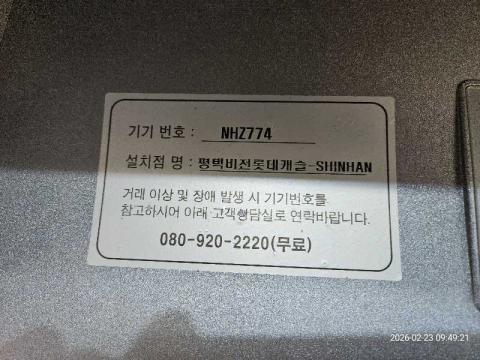 기기 번호 : NHZ774
설치점 명 : 평택비전롯데캐슬-SHINHAN
거래 이상 및 장애 발생 시 기기번호를
참고하시어 아래 고객상담실로 연락바랍니다.
080-920-2220(무료)
2026-02-23 09:49:21